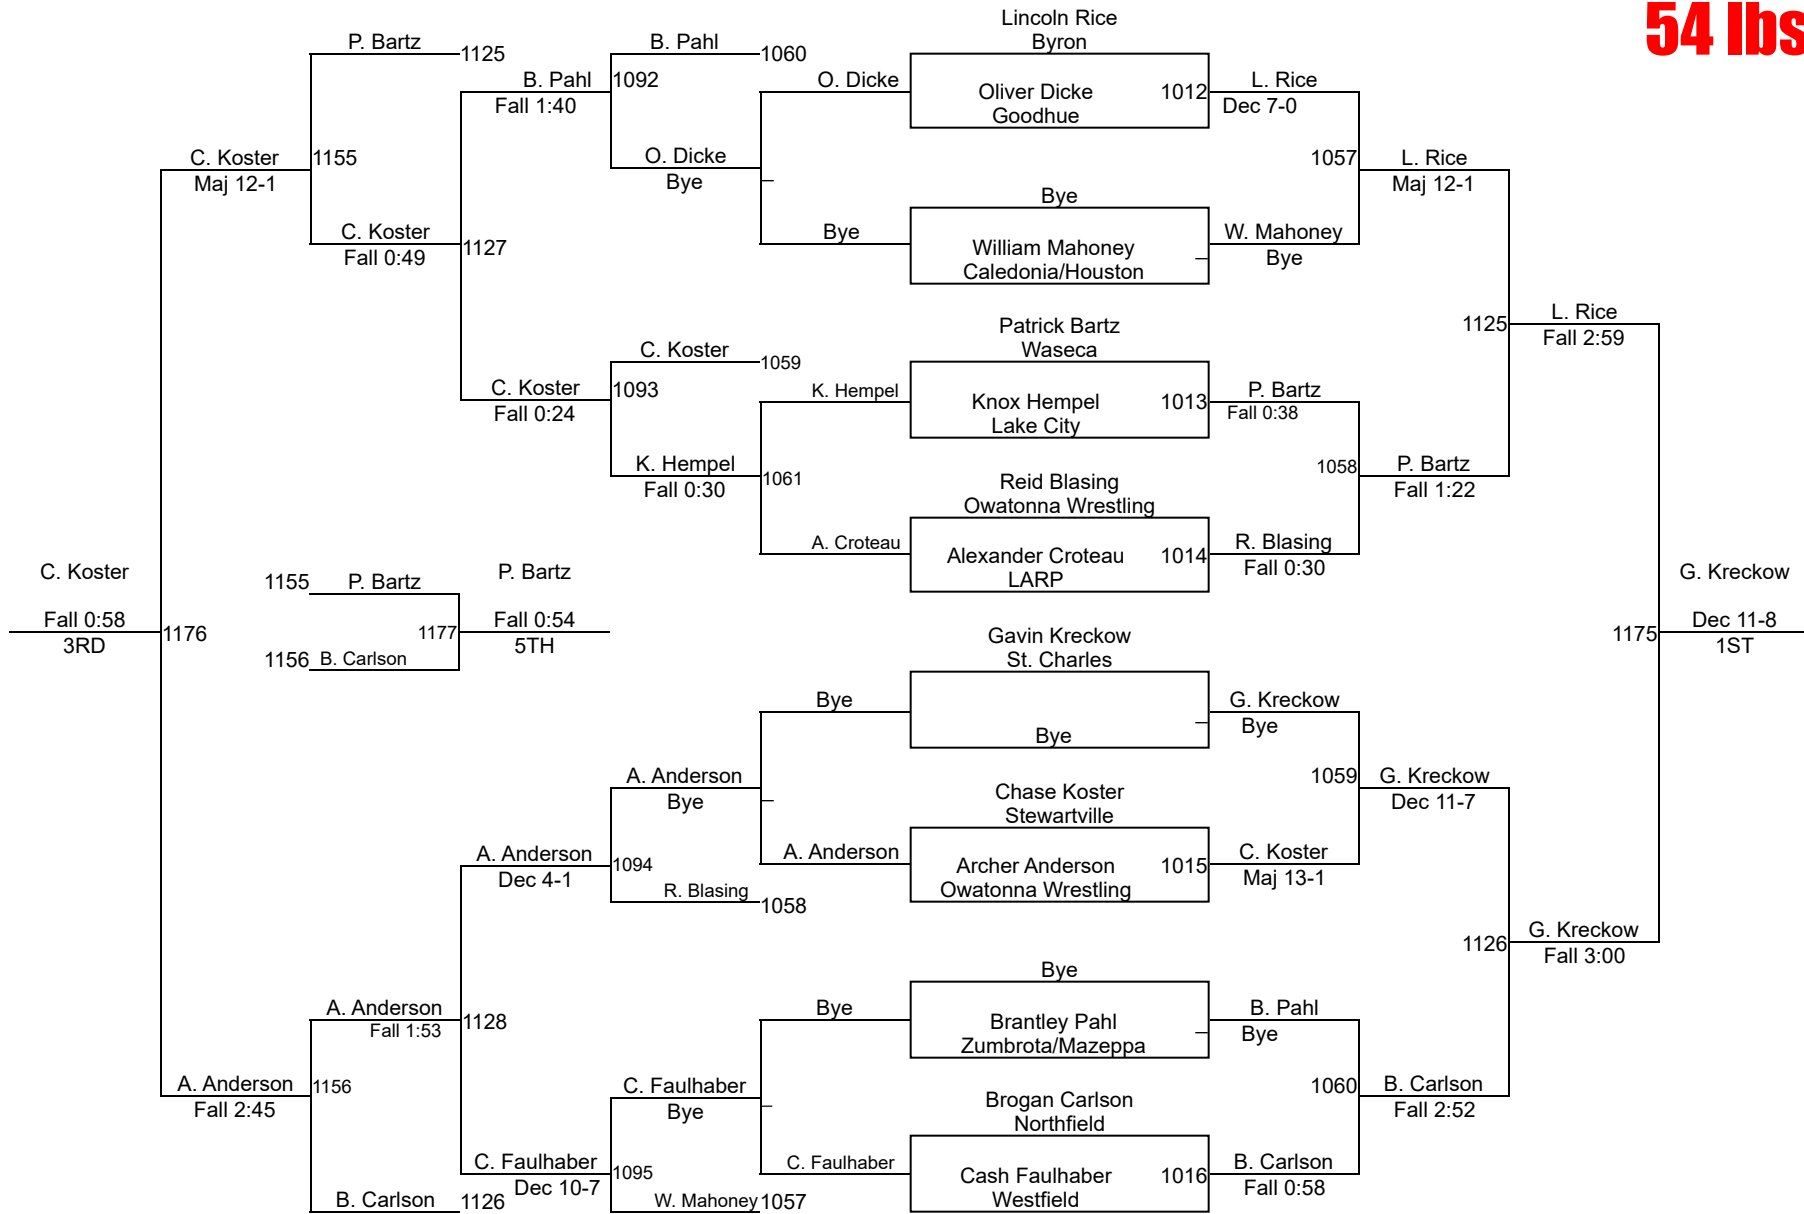 54 lbs
Lincoln Rice
Byron
P. Bartz
1125
B. Pahl
1060
B. Pahl
Fall 1:40
1092
O. Dicke
Oliver Dicke
Goodhue
1012
L. Rice
Dec 7-0
C. Koster
Maj 12-1
1155
O. Dicke
Bye
1057
L. Rice
Maj 12-1
Bye
C. Koster
Fall 0:49
1127
Bye
William Mahoney
Caledonia/Houston
W. Mahoney
Bye
Patrick Bartz
Waseca
1125
L. Rice
Fall 2:59
C. Koster
1059
C. Koster
Fall 0:24
1093
K. Hempel
Knox Hempel
Lake City
1013
P. Bartz
Fall 0:38
K. Hempel
Fall 0:30
1061
1058
P. Bartz
Fall 1:22
Reid Blasing
Owatonna Wrestling
A. Croteau
Alexander Croteau
LARP
1014
R. Blasing
Fall 0:30
C. Koster
Fall 0:58
3RD
1176
1155
P. Bartz
1156
B. Carlson
1177
P. Bartz
Fall 0:54
5TH
1175
G. Kreckow
Dec 11-8
1ST
Gavin Kreckow
St. Charles
Bye
Bye
G. Kreckow
Bye
A. Anderson
Bye
Chase Koster
Stewartville
1059
G. Kreckow
Dec 11-7
A. Anderson
Dec 4-1
1094
A. Anderson
Archer Anderson
Owatonna Wrestling
1015
C. Koster
Maj 13-1
R. Blasing
1058
1126
G. Kreckow
Fall 3:00
Bye
A. Anderson
Fall 1:53
1128
Bye
Brantley Pahl
Zumbrota/Mazeppa
B. Pahl
Bye
A. Anderson
Fall 2:45
1156
C. Faulhaber
Bye
Brogan Carlson
Northfield
1060
B. Carlson
Fall 2:52
C. Faulhaber
Dec 10-7
1095
C. Faulhaber
Cash Faulhaber
Westfield
1016
B. Carlson
Fall 0:58
B. Carlson
1126
W. Mahoney
1057